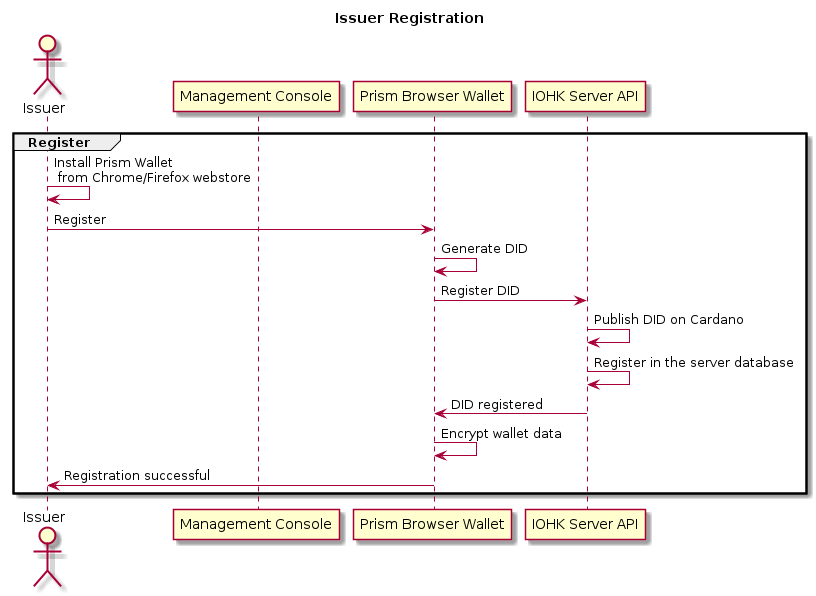 Issuer Registration
Issuer
Management Console
Prism Browser Wallet
IOHK Server API
Register
Install Prism Wallet
from Chrome/Firefox webstore
Register
Generate DID
Register DID
Publish DID on Cardano
Register in the server database
DID registered
Encrypt wallet data
Registration successful
Issuer
Management Console
Prism Browser Wallet
IOHK Server API